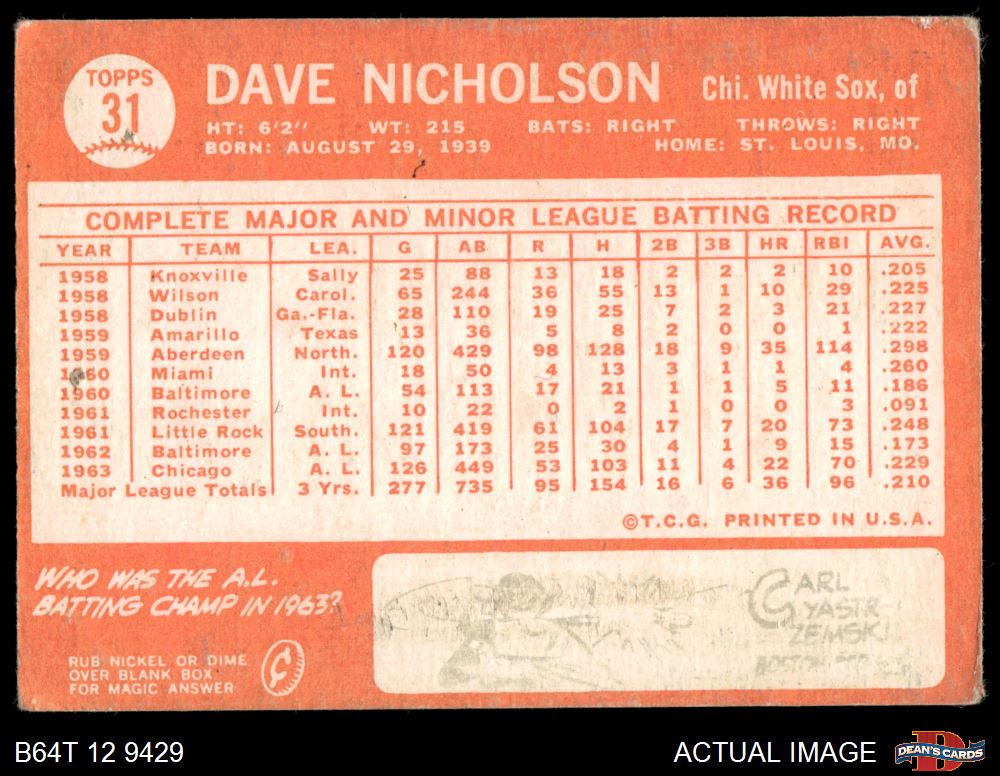 TOPPS
31
DAVE NICHOLSON
Chi. White Sox, of
HT: 6'2" WT: 215 BATS: RIGHT THROWS: RIGHT
BORN: AUGUST 29, 1939 HOME: ST. LOUIS, MO.
COMPLETE MAJOR AND MINOR LEAGUE BATTING RECORD
YEAR TEAM LEA. G AB R H 2B 3B HR RBI AVG.
1958 Knoxville Sally 25 88 13 18 2 2 2 10 .205
1958 Wilson Carol. 65 244 36 55 13 1 10 29 .225
1958 Dublin Ga.-Fla. 28 110 19 25 7 2 3 21 .227
1959 Amarillo Texas 13 36 5 8 2 0 0 1 .222
1959 Aberdeen North. 120 429 98 128 18 9 35 114 .298
1960 Miami Int. 18 50 4 13 3 1 1 4 .260
1960 Baltimore A. L. 54 113 17 21 1 1 5 11 .186
1961 Rochester Int. 10 22 0 2 1 0 0 3 .091
1961 Little Rock South. 121 419 61 104 17 7 20 73 .248
1962 Baltimore A. L. 97 173 25 30 4 1 9 15 .173
1963 Chicago A. L. 126 449 53 103 11 4 22 70 .229
Major League Totals 3 Yrs. 277 735 95 154 16 6 36 96 .210
©T.C.G. PRINTED IN U.S.A.
WHO WAS THE A.L.
BATTING CHAMP IN 1963?
RUB NICKEL OR DIME
OVER BLANK BOX
FOR MAGIC ANSWER
CARL
YASTR-
ZEMSKI
BOSTON
B64T 12 9429
ACTUAL IMAGE
DEAN'S CARDS